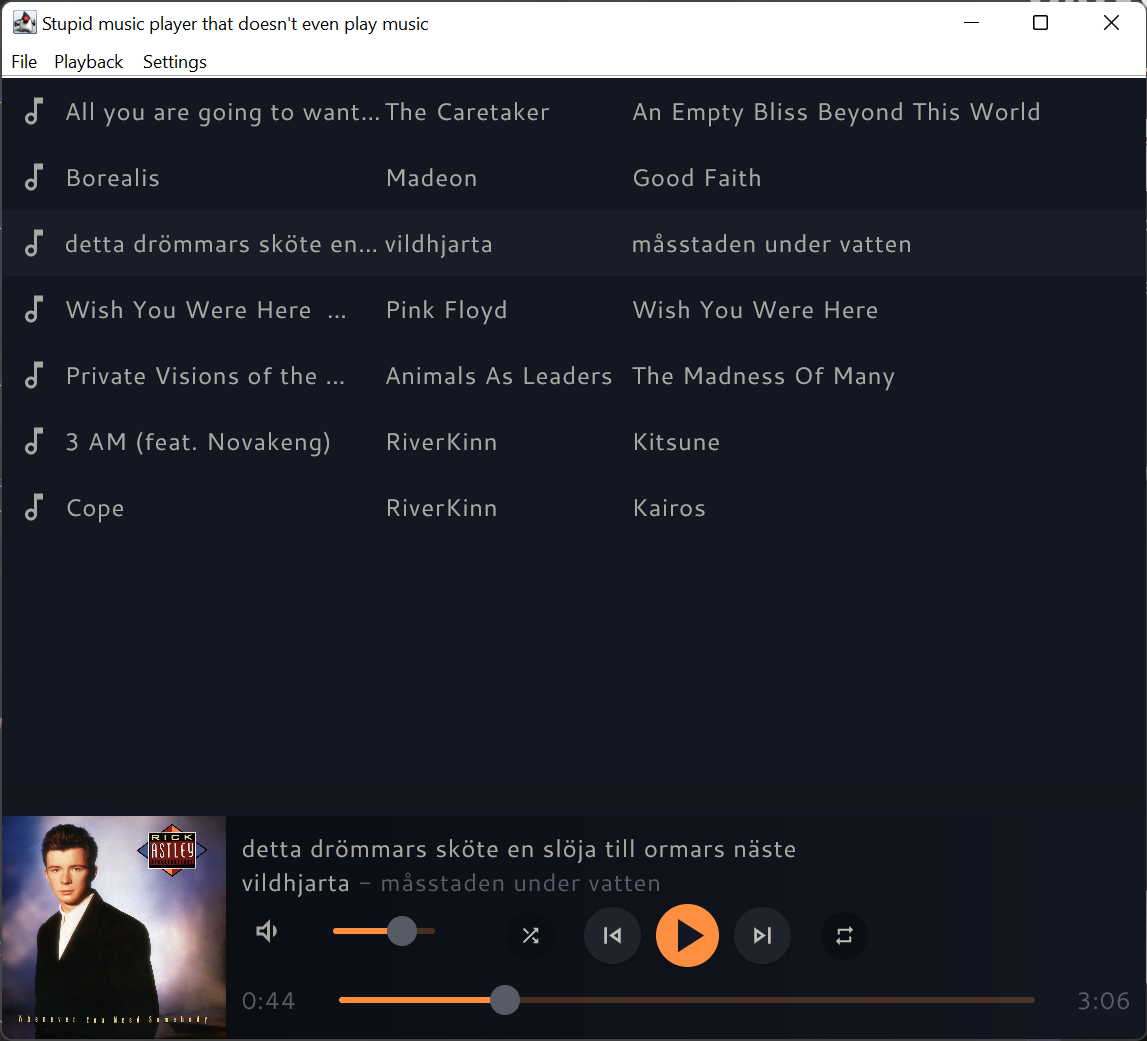 Stupid music player that doesn't even play music
File Playback Settings
All you are going to want... The Caretaker An Empty Bliss Beyond This World
Borealis Madeon Good Faith
detta drömmars sköte en... vildhjarta måsstaden under vatten
Wish You Were Here ... Pink Floyd Wish You Were Here
Private Visions of the ... Animals As Leaders The Madness Of Many
3 AM (feat. Novakeng) RiverKinn Kitsune
Cope RiverKinn Kairos
RICK
ASTLEY
Whenever You Need Somebody
detta drömmars sköte en slöja till ormars näste
vildhjarta – måsstaden under vatten
0:44 3:06